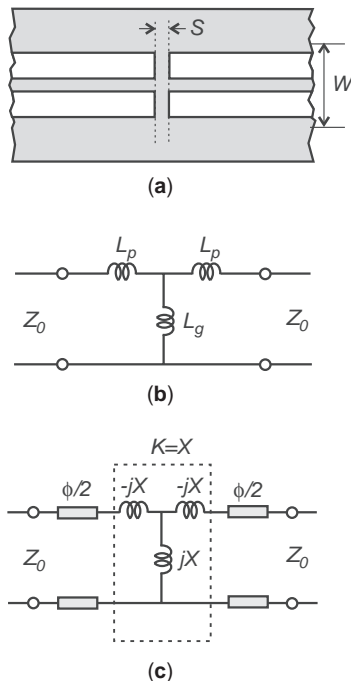 S
W
(a)
Lp Lp
Z0 Lg Z0
(b)
K=X
ϕ/2 -jX -jX ϕ/2
Z0 jX Z0
(c)